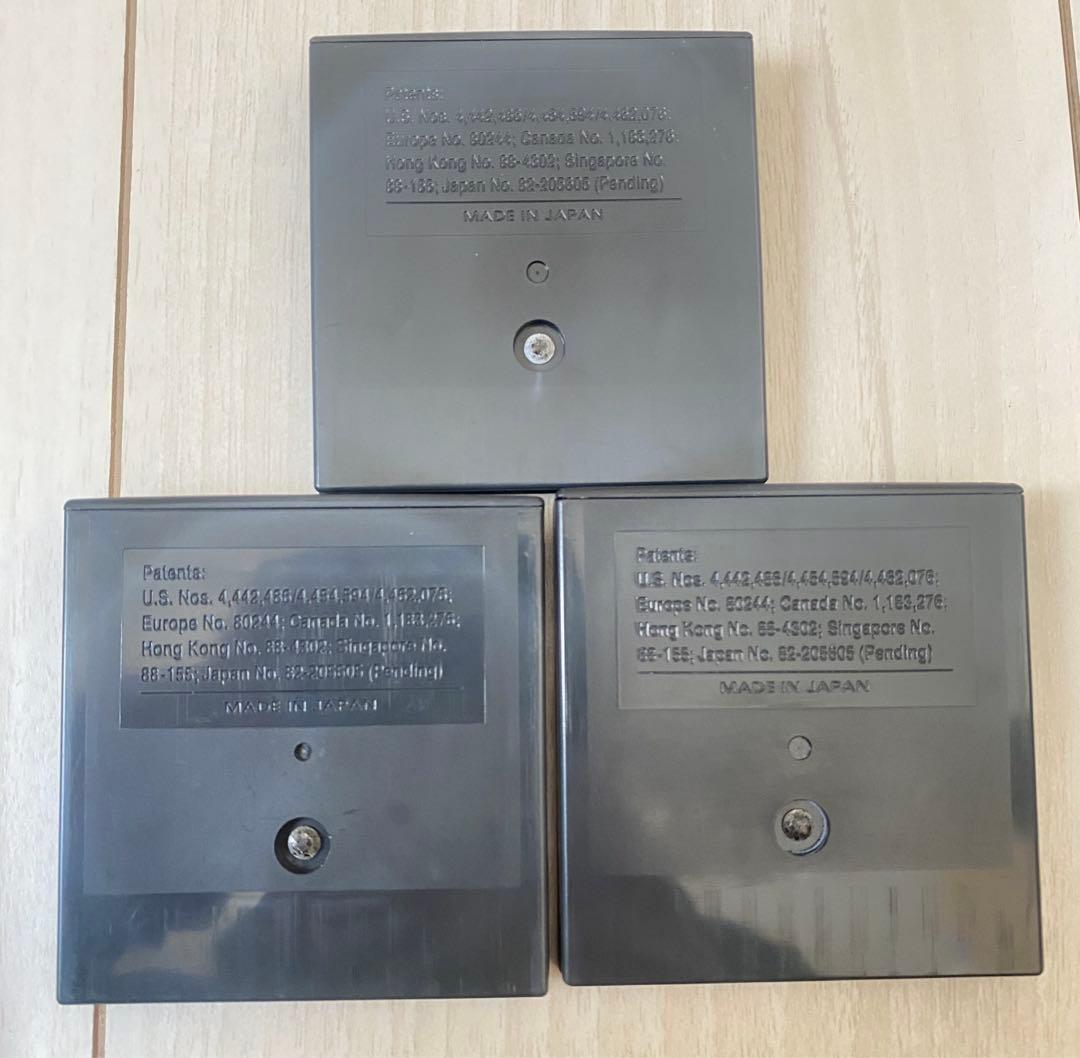 Patents:
U.S. Nos. 4,442,486/4,454,594/4,462,076;
Europe No. 80244; Canada No. 1,183,276;
Hong Kong No. 88-4302; Singapore No.
88-155; Japan No. 82-205605 (Pending)
MADE IN JAPAN
Patents:
U.S. Nos. 4,442,486/4,454,594/4,462,076;
Europe No. 80244; Canada No. 1,183,276;
Hong Kong No. 88-4302; Singapore No.
88-155; Japan No. 82-205605 (Pending)
MADE IN JAPAN
Patents:
U.S. Nos. 4,442,486/4,454,594/4,462,076;
Europe No. 80244; Canada No. 1,183,276;
Hong Kong No. 88-4302; Singapore No.
88-155; Japan No. 82-205605 (Pending)
MADE IN JAPAN